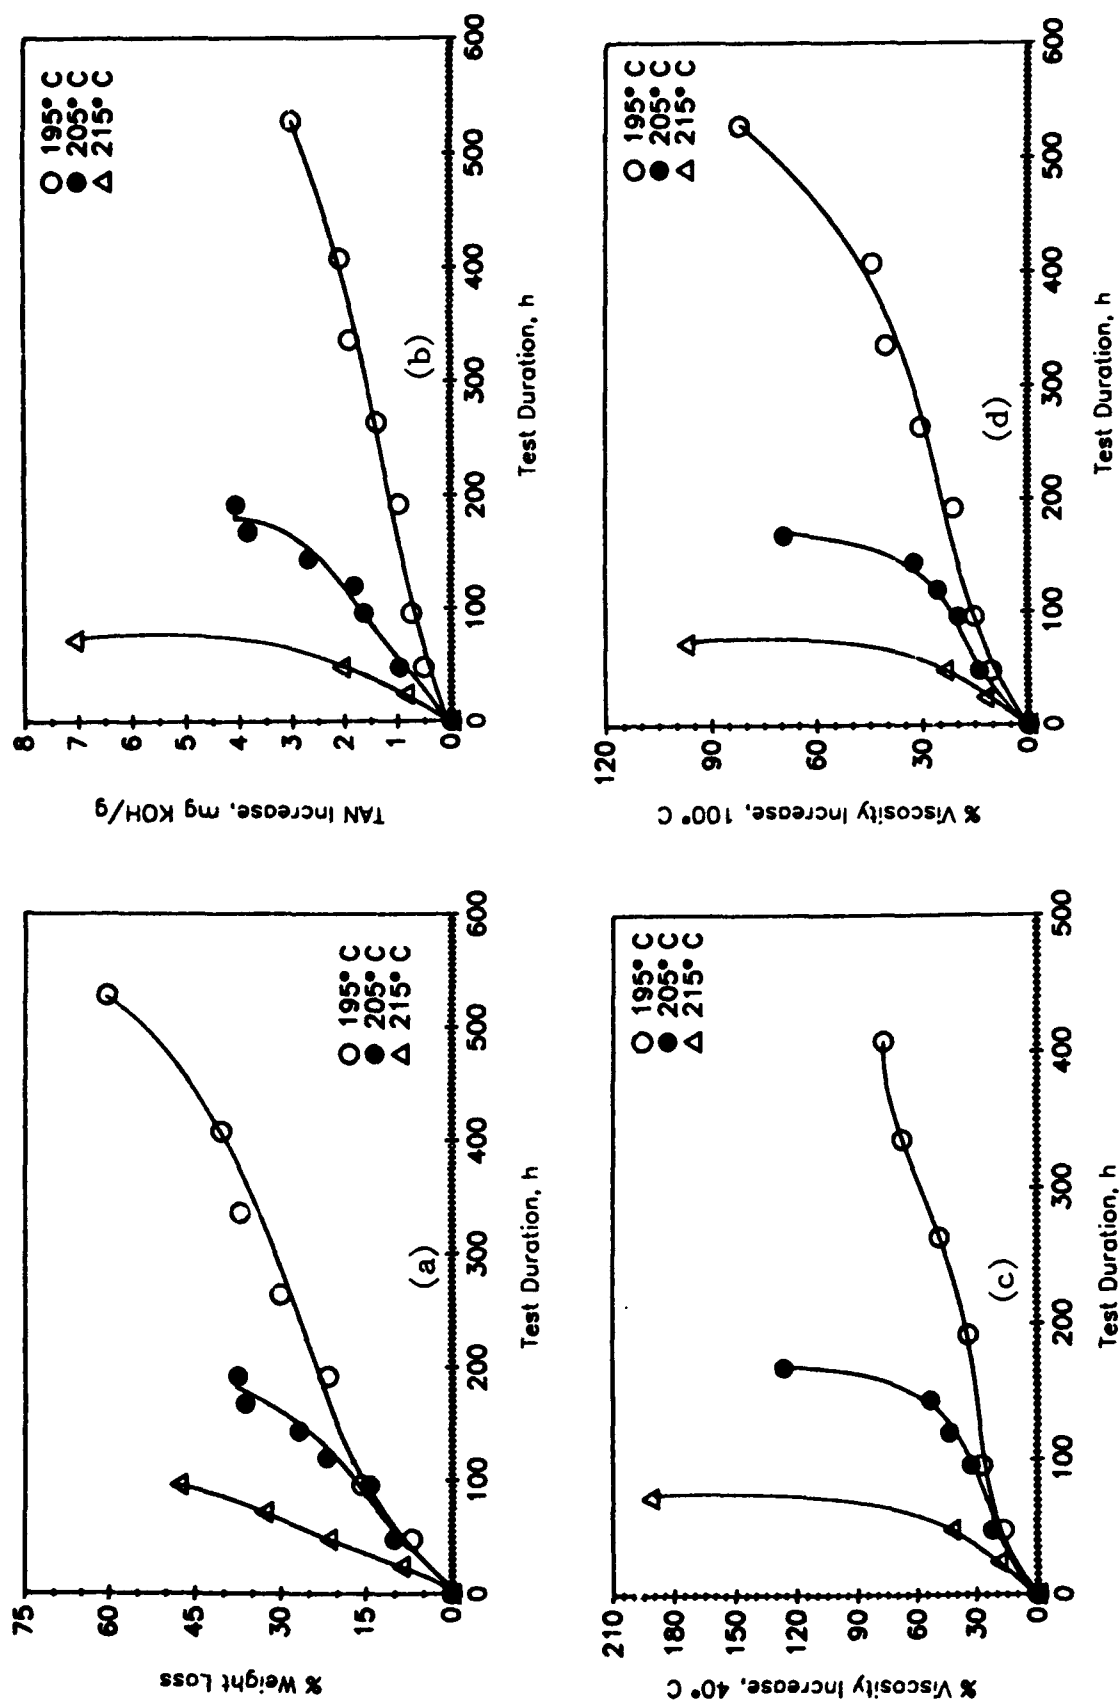 75
60
45
30
15
0
% Weight Loss
○ 195° C
● 205° C
△ 215° C
(a)
0 100 200 300 400 500 600
Test Duration, h
8
7
6
5
4
3
2
1
0
TAN Increase, mg KOH/g
○ 195° C
● 205° C
△ 215° C
(b)
0 100 200 300 400 500 600
Test Duration, h
210
180
150
120
90
60
30
0
% Viscosity Increase, 40° C
○ 195° C
● 205° C
△ 215° C
(c)
0 100 200 300 400 500
Test Duration, h
120
90
60
30
0
% Viscosity Increase, 100° C
○ 195° C
● 205° C
△ 215° C
(d)
0 100 200 300 400 500 600
Test Duration, h